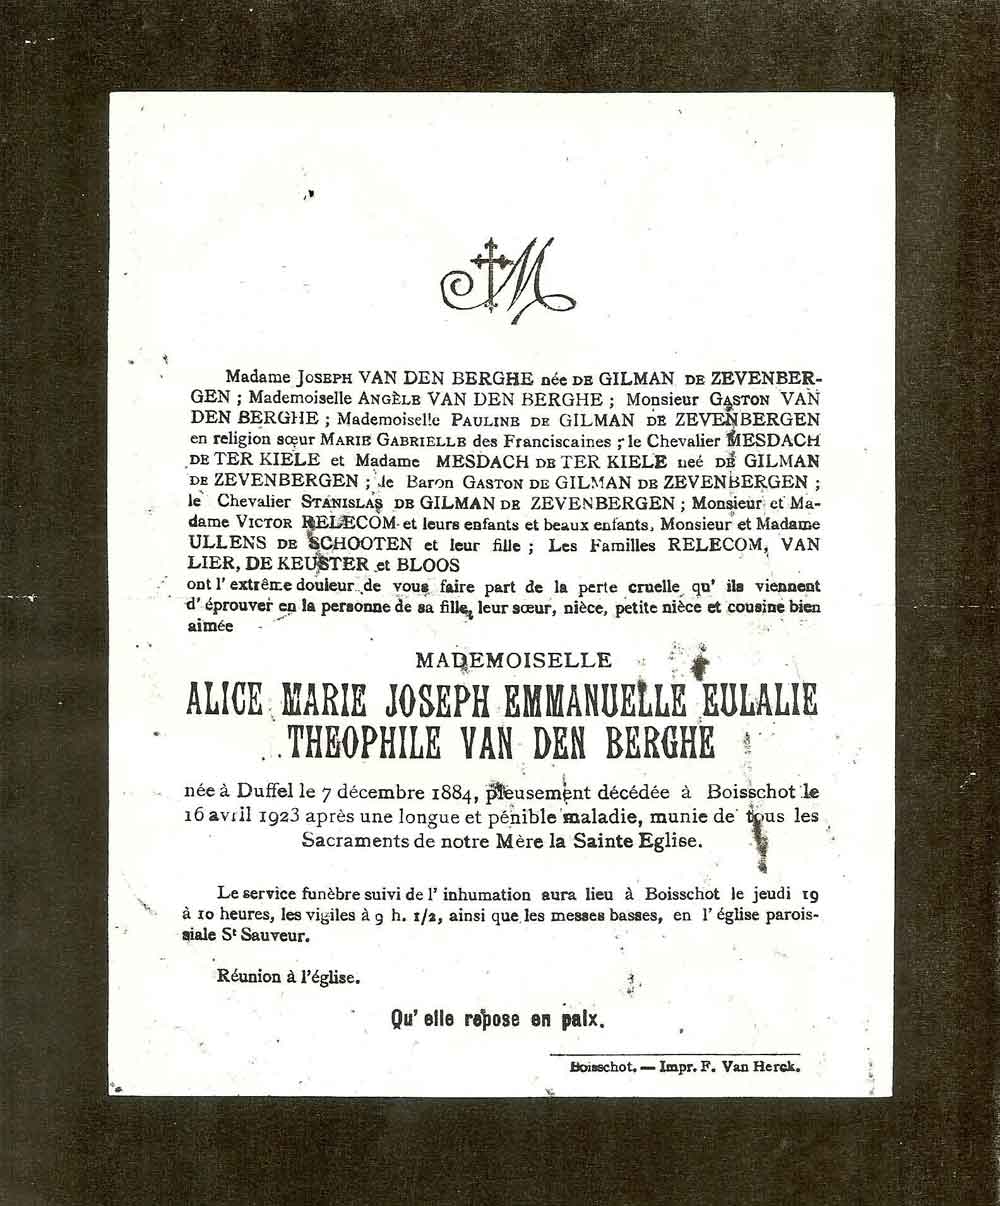 M
Madame JOSEPH VAN DEN BERGHE née DE GILMAN DE ZEVENBER-
GEN ; Mademoiselle ANGÈLE VAN DEN BERGHE ; Monsieur GASTON VAN
DEN BERGHE ; Mademoiselle PAULINE DE GILMAN DE ZEVENBERGEN
en religion sœur MARIE GABRIELLE des Franciscaines ; le Chevalier MESDACH
DE TER KIELE et Madame MESDACH DE TER KIELE neé DE GILMAN
DE ZEVENBERGEN ; le Baron GASTON DE GILMAN DE ZEVENBERGEN ;
le Chevalier STANISLAS DE GILMAN DE ZEVENBERGEN ; Monsieur et Ma-
dame VICTOR RELECOM et leurs enfants et beaux enfants, Monsieur et Madame
ULLENS DE SCHOOTEN et leur fille ; Les Familles RELECOM, VAN
LIER, DE KEUSTER et BLOOS
ont l' extrême douleur de vous faire part de la perte cruelle qu' ils viennent
d' éprouver en la personne de sa fille, leur sœur, nièce, petite nièce et cousine bien
aimée
MADEMOISELLE
ALICE MARIE JOSEPH EMMANUELLE EULALIE
THEOPHILE VAN DEN BERGHE
née à Duffel le 7 décembre 1884, pieusement décédée à Boisschot le
16 avril 1923 après une longue et pénible maladie, munie de tous les
Sacraments de notre Mère la Sainte Eglise.
Le service funèbre suivi de l' inhumation aura lieu à Boisschot le jeudi 19
à 10 heures, les vigiles à 9 h. 1/2, ainsi que les messes basses, en l' église parois-
siale St Sauveur.
Réunion à l'église.
Qu' elle repose en paix.
Boisschot. — Impr. F. Van Herck.